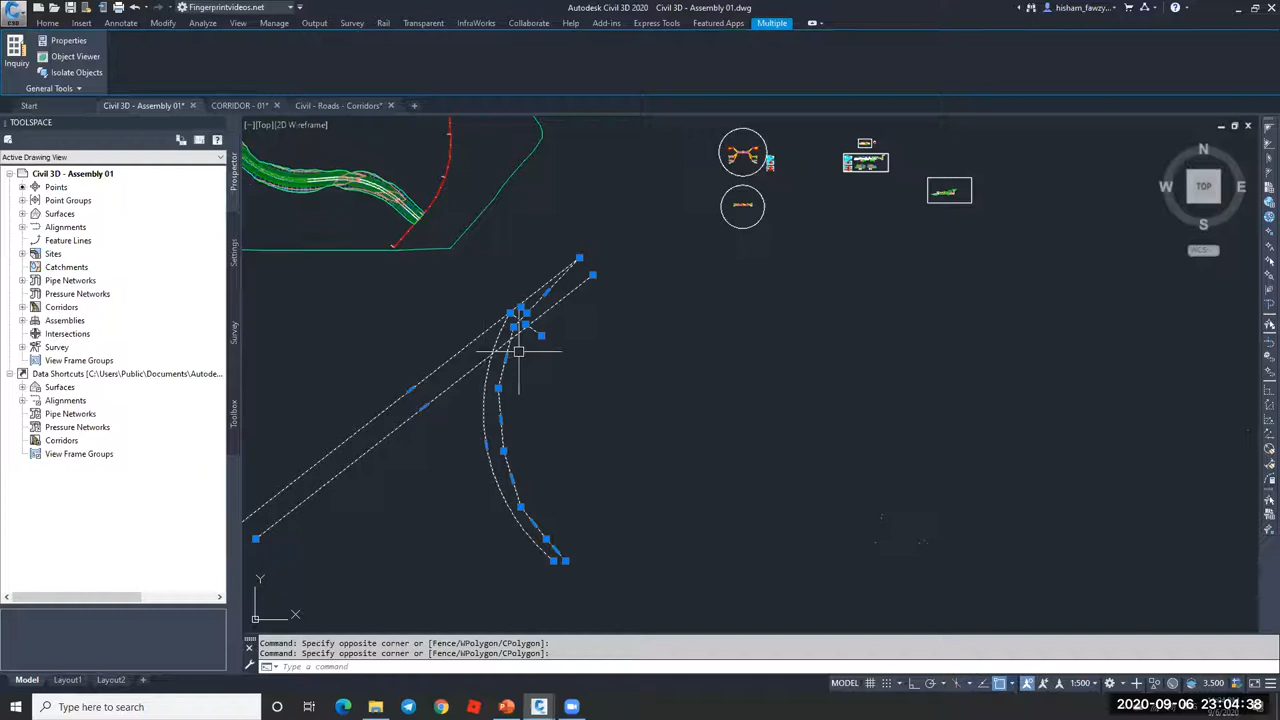 C3D
Fingerprintvideos.net
Autodesk Civil 3D 2020 Civil 3D - Assembly 01.dwg
hisham_fawzy...
Home Insert Annotate Modify Analyze View Manage Output Survey Rail Transparent InfraWorks Collaborate Help Add-ins Express Tools Featured Apps Multiple
Inquiry
Properties
Object Viewer
Isolate Objects
General Tools
Start Civil 3D - Assembly 01* CORRIDOR - 01* Civil - Roads - Corridors*
TOOLSPACE
[−][Top][2D Wireframe]
Active Drawing View
Civil 3D - Assembly 01
Points
Point Groups
Surfaces
Alignments
Feature Lines
Sites
Catchments
Pipe Networks
Pressure Networks
Corridors
Assemblies
Intersections
Survey
View Frame Groups
Data Shortcuts [C:\Users\Public\Documents\Autode...
Surfaces
Alignments
Pipe Networks
Pressure Networks
Corridors
View Frame Groups
Prospector
Settings
Survey
Toolbox
N
W TOP E
S
WCS
Y
X
Command: Specify opposite corner or [Fence/WPolygon/CPolygon]:
Command: Specify opposite corner or [Fence/WPolygon/CPolygon]:
Type a command
Model Layout1 Layout2
MODEL 1:500 3.500
Type here to search
2020-09-06 23:04:38